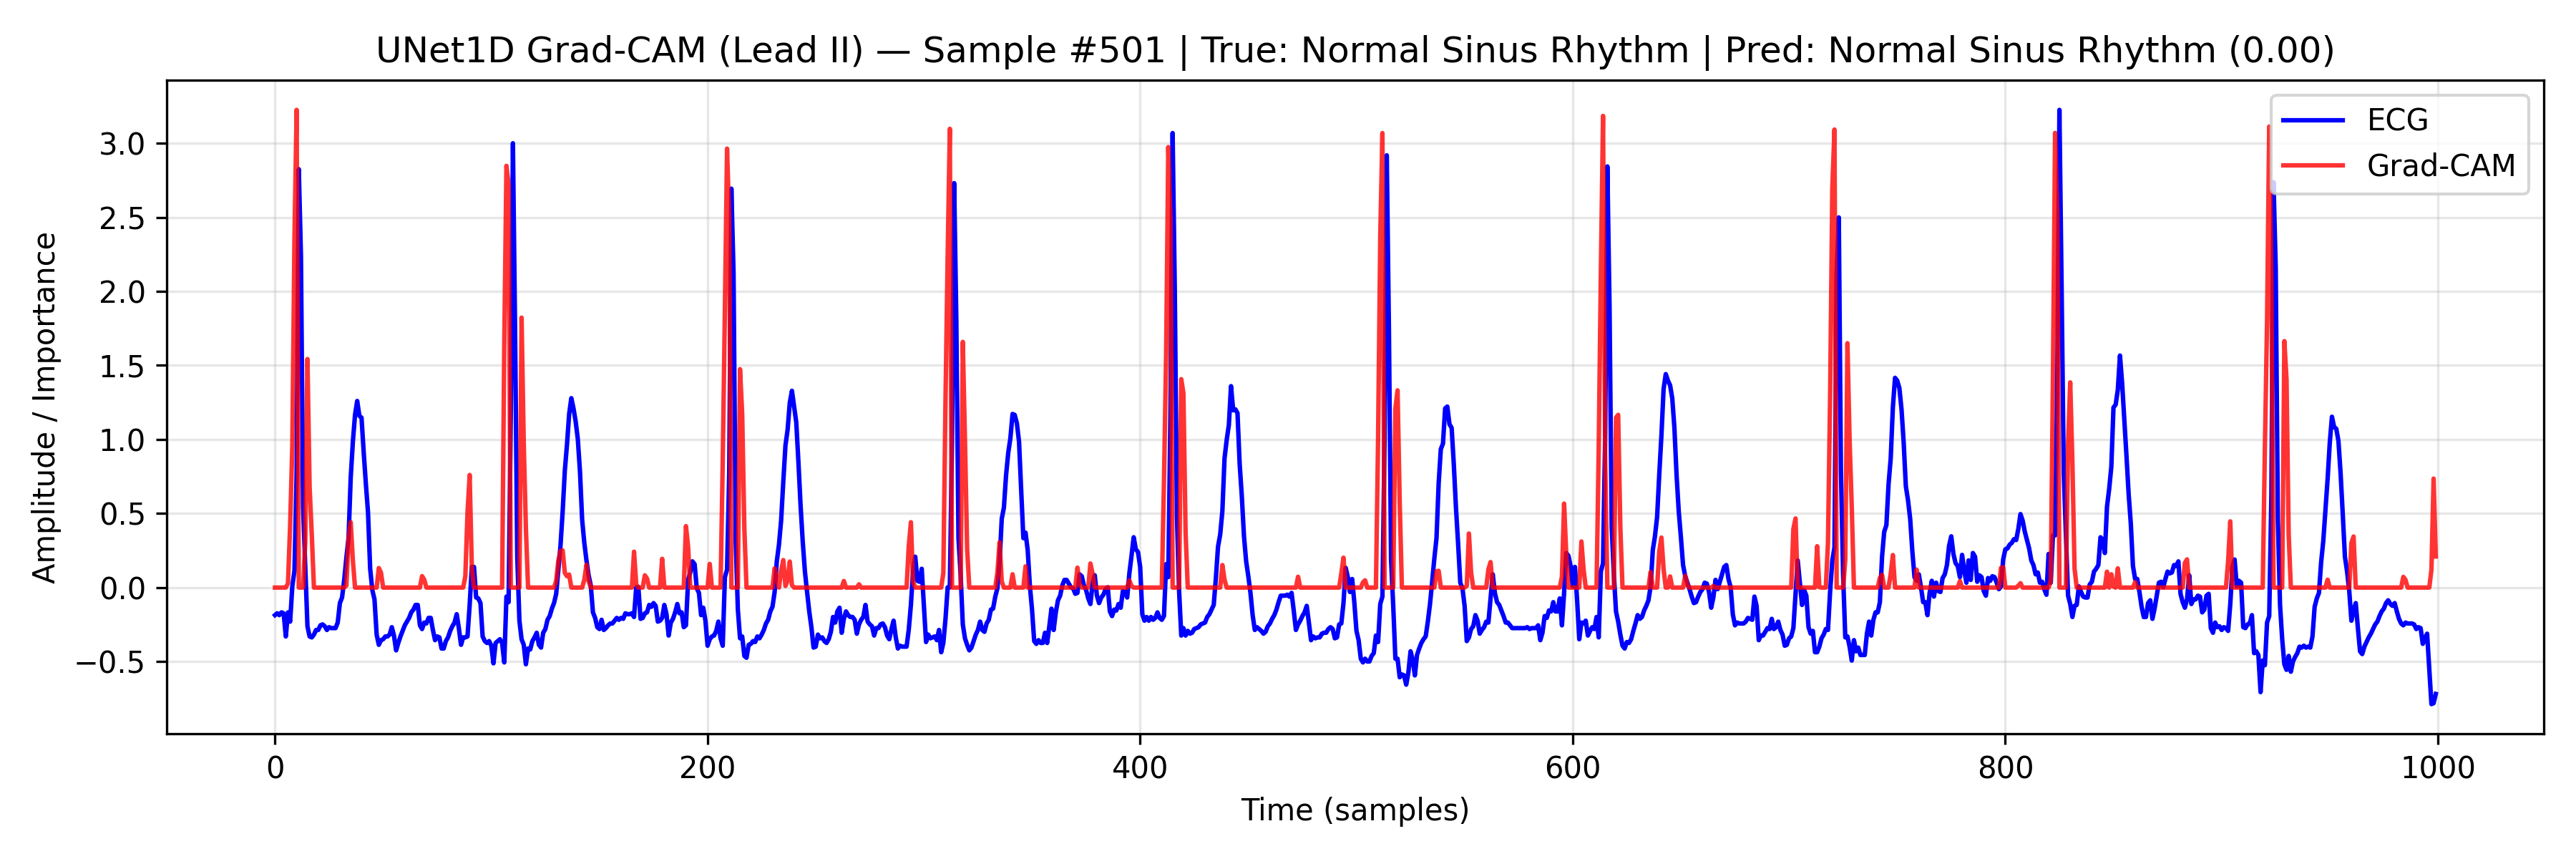 UNet1D Grad-CAM (Lead II) — Sample #501 | True: Normal Sinus Rhythm | Pred: Normal Sinus Rhythm (0.00)
ECG
Grad-CAM
Amplitude / Importance
3.0
2.5
2.0
1.5
1.0
0.5
0.0
−0.5
0 200 400 600 800 1000
Time (samples)